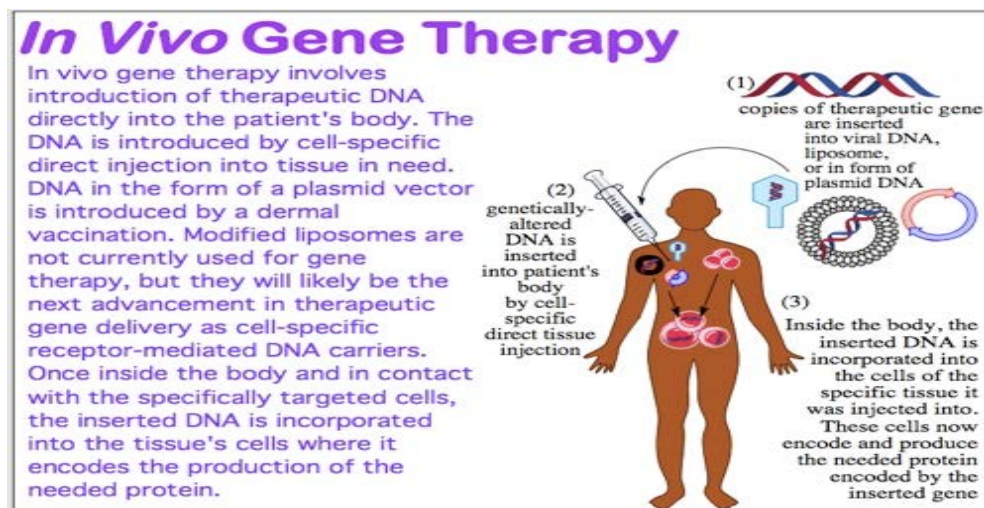 In Vivo Gene Therapy
In vivo gene therapy involves
introduction of therapeutic DNA
directly into the patient's body. The
DNA is introduced by cell-specific
direct injection into tissue in need.
DNA in the form of a plasmid vector
is introduced by a dermal
vaccination. Modified liposomes are
not currently used for gene
therapy, but they will likely be the
next advancement in therapeutic
gene delivery as cell-specific
receptor-mediated DNA carriers.
Once inside the body and in contact
with the specifically targeted cells,
the inserted DNA is incorporated
into the tissue's cells where it
encodes the production of the
needed protein.
(1)
copies of therapeutic gene
are inserted
into viral DNA,
liposome,
or in form of
plasmid DNA
(2)
genetically-
altered
DNA is
inserted
into patient's
body
by cell-
specific
direct tissue
injection
(3)
Inside the body, the
inserted DNA is
incorporated into
the cells of the
specific tissue it
was injected into.
These cells now
encode and produce
the needed protein
encoded by the
inserted gene